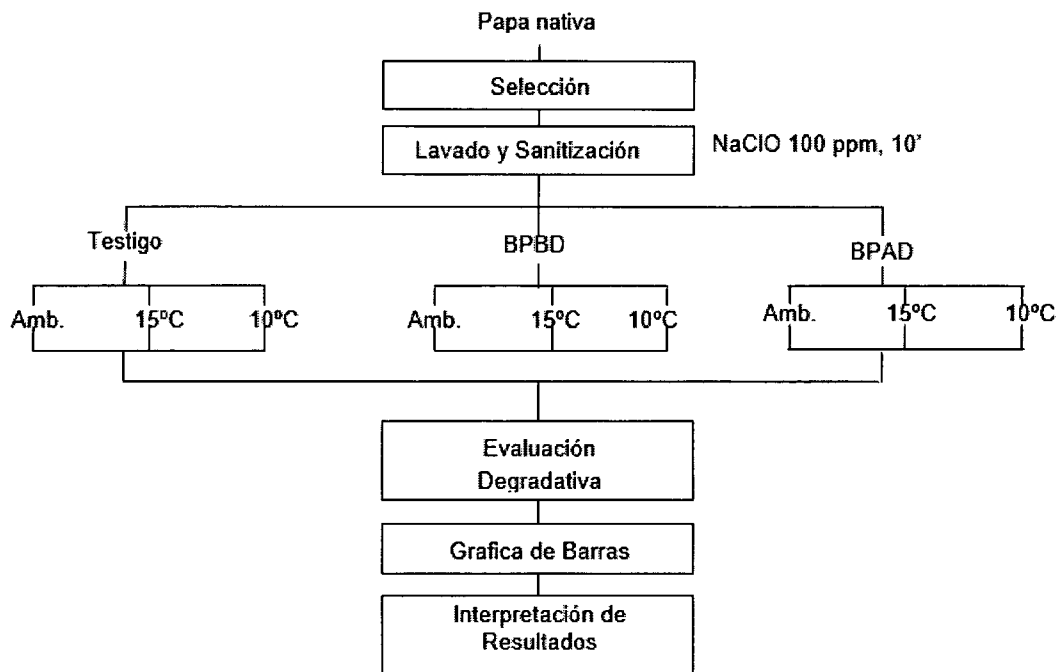 Papa nativa
Selección
Lavado y Sanitización
NaClO 100 ppm, 10'
Testigo
BPBD
BPAD
Amb. 15ºC 10ºC
Amb. 15ºC 10ºC
Amb. 15ºC 10ºC
Evaluación
Degradativa
Grafica de Barras
Interpretación de
Resultados